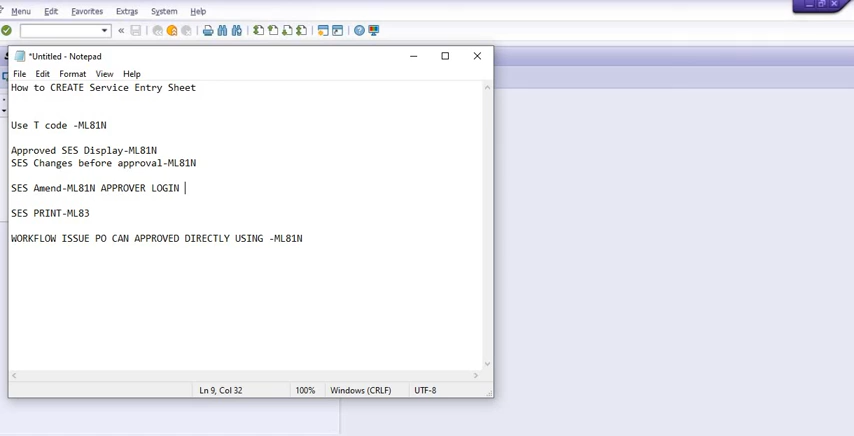 Menu Edit Favorites Extras System Help
*Untitled - Notepad
File Edit Format View Help
How to CREATE Service Entry Sheet
Use T code -ML81N
Approved SES Display-ML81N
SES Changes before approval-ML81N
SES Amend-ML81N APPROVER LOGIN
SES PRINT-ML83
WORKFLOW ISSUE PO CAN APPROVED DIRECTLY USING -ML81N
Ln 9, Col 32 100% Windows (CRLF) UTF-8